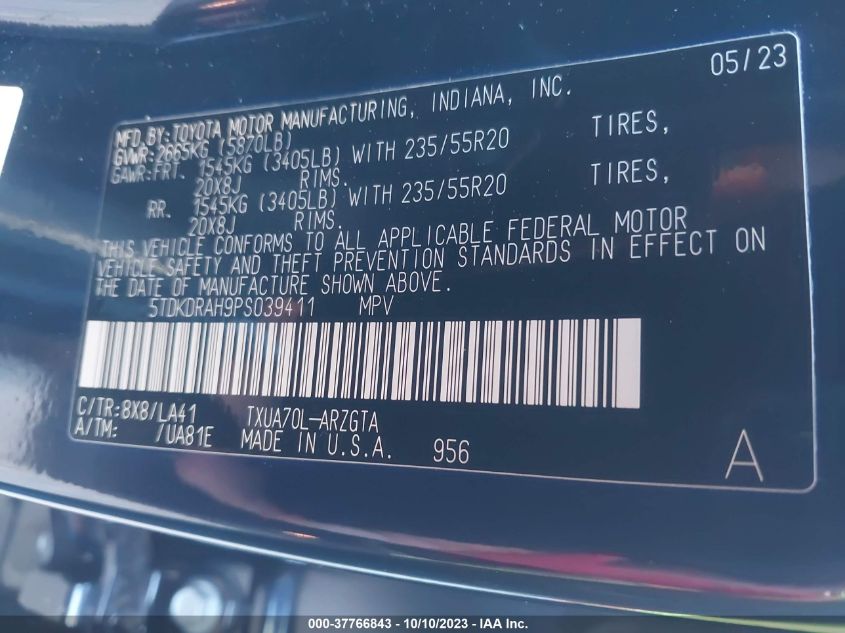 05/23
MFD.BY:TOYOTA MOTOR MANUFACTURING, INDIANA, INC.
GVWR:2665KG (5870LB)
GAWR:FRT. 1545KG (3405LB) WITH 235/55R20 TIRES,
20X8J RIMS.
RR. 1545KG (3405LB) WITH 235/55R20 TIRES,
20X8J RIMS.
THIS VEHICLE CONFORMS TO ALL APPLICABLE FEDERAL MOTOR
VEHICLE SAFETY AND THEFT PREVENTION STANDARDS IN EFFECT ON
THE DATE OF MANUFACTURE SHOWN ABOVE.
5TDKDRAH9PS039411 MPV
C/TR:8X8/LA41 TXUA70L-ARZGTA
A/TM: /UA81E MADE IN U.S.A. 956
A
000-37766843 - 10/10/2023 - IAA Inc.